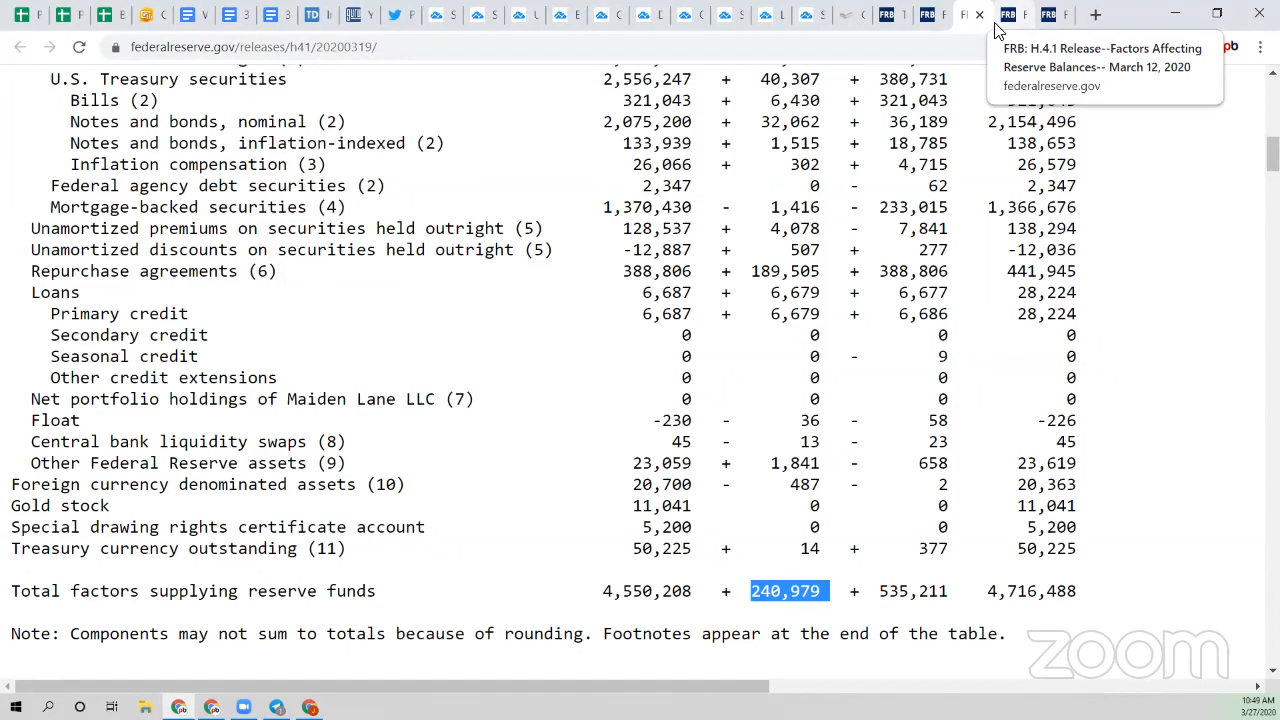 federalreserve.gov/releases/h41/20200319/
FRB: H.4.1 Release--Factors Affecting
Reserve Balances-- March 12, 2020
federalreserve.gov
U.S. Treasury securities 2,556,247 + 40,307 + 380,731
Bills (2) 321,043 + 6,430 + 321,043
Notes and bonds, nominal (2) 2,075,200 + 32,062 + 36,189 2,154,496
Notes and bonds, inflation-indexed (2) 133,939 + 1,515 + 18,785 138,653
Inflation compensation (3) 26,066 + 302 + 4,715 26,579
Federal agency debt securities (2) 2,347 0 - 62 2,347
Mortgage-backed securities (4) 1,370,430 - 1,416 - 233,015 1,366,676
Unamortized premiums on securities held outright (5) 128,537 + 4,078 - 7,841 138,294
Unamortized discounts on securities held outright (5) -12,887 + 507 + 277 -12,036
Repurchase agreements (6) 388,806 + 189,505 + 388,806 441,945
Loans 6,687 + 6,679 + 6,677 28,224
Primary credit 6,687 + 6,679 + 6,686 28,224
Secondary credit 0 0 0 0
Seasonal credit 0 0 - 9 0
Other credit extensions 0 0 0 0
Net portfolio holdings of Maiden Lane LLC (7) 0 0 0 0
Float -230 - 36 - 58 -226
Central bank liquidity swaps (8) 45 - 13 - 23 45
Other Federal Reserve assets (9) 23,059 + 1,841 - 658 23,619
Foreign currency denominated assets (10) 20,700 - 487 - 2 20,363
Gold stock 11,041 0 0 11,041
Special drawing rights certificate account 5,200 0 0 5,200
Treasury currency outstanding (11) 50,225 + 14 + 377 50,225
Total factors supplying reserve funds 4,550,208 + 240,979 + 535,211 4,716,488
Note: Components may not sum to totals because of rounding. Footnotes appear at the end of the table.
zoom
10:49 AM
3/27/2020